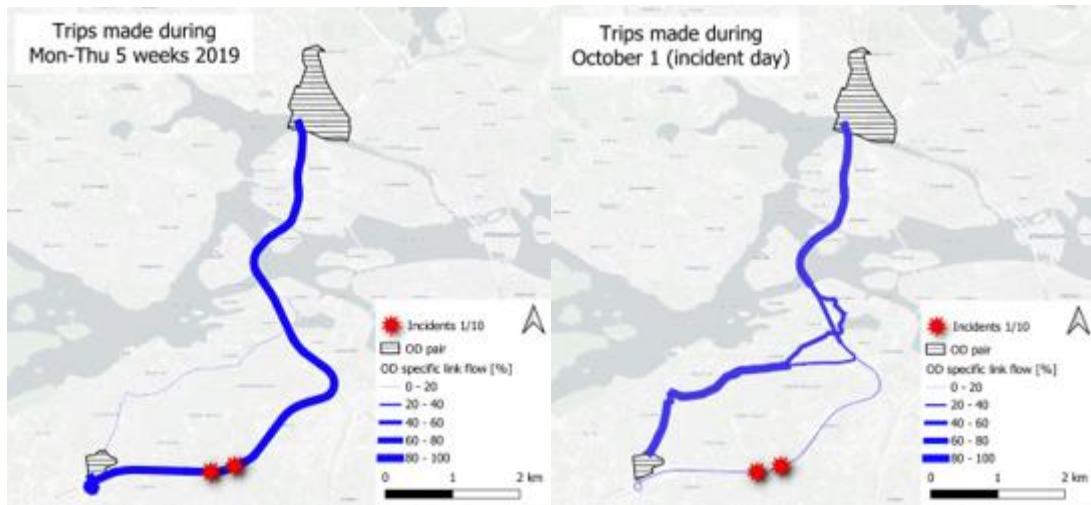 Trips made during
Mon-Thu 5 weeks 2019
Incidents 1/10
OD pair
OD specific link flow [%]
0 - 20
20 - 40
40 - 60
60 - 80
80 - 100
0 1 2 km
Trips made during
October 1 (incident day)
Incidents 1/10
OD pair
OD specific link flow [%]
0 - 20
20 - 40
40 - 60
60 - 80
80 - 100
0 1 2 km